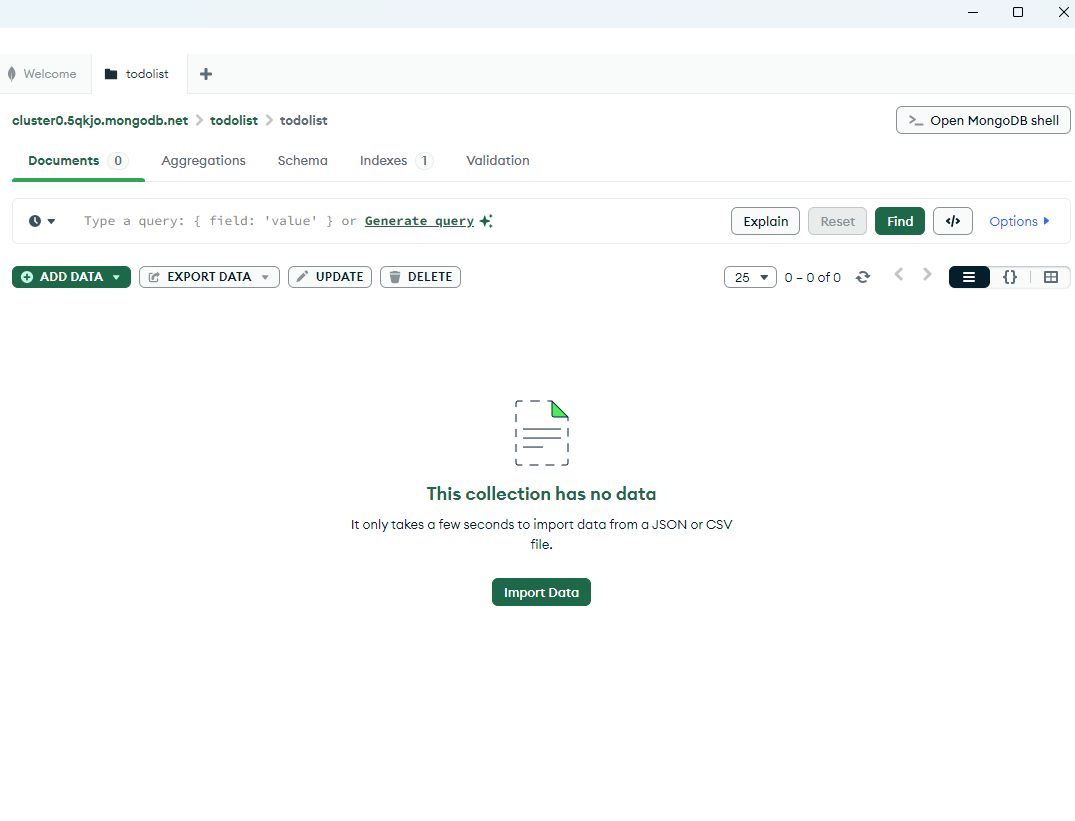 Welcome todolist
cluster0.5qkjo.mongodb.net todolist todolist >_ Open MongoDB shell
Documents 0 Aggregations Schema Indexes 1 Validation
Type a query: { field: 'value' } or Generate query Explain Reset Find </> Options
ADD DATA EXPORT DATA UPDATE DELETE 25 0 – 0 of 0 {}
This collection has no data
It only takes a few seconds to import data from a JSON or CSV
file.
Import Data